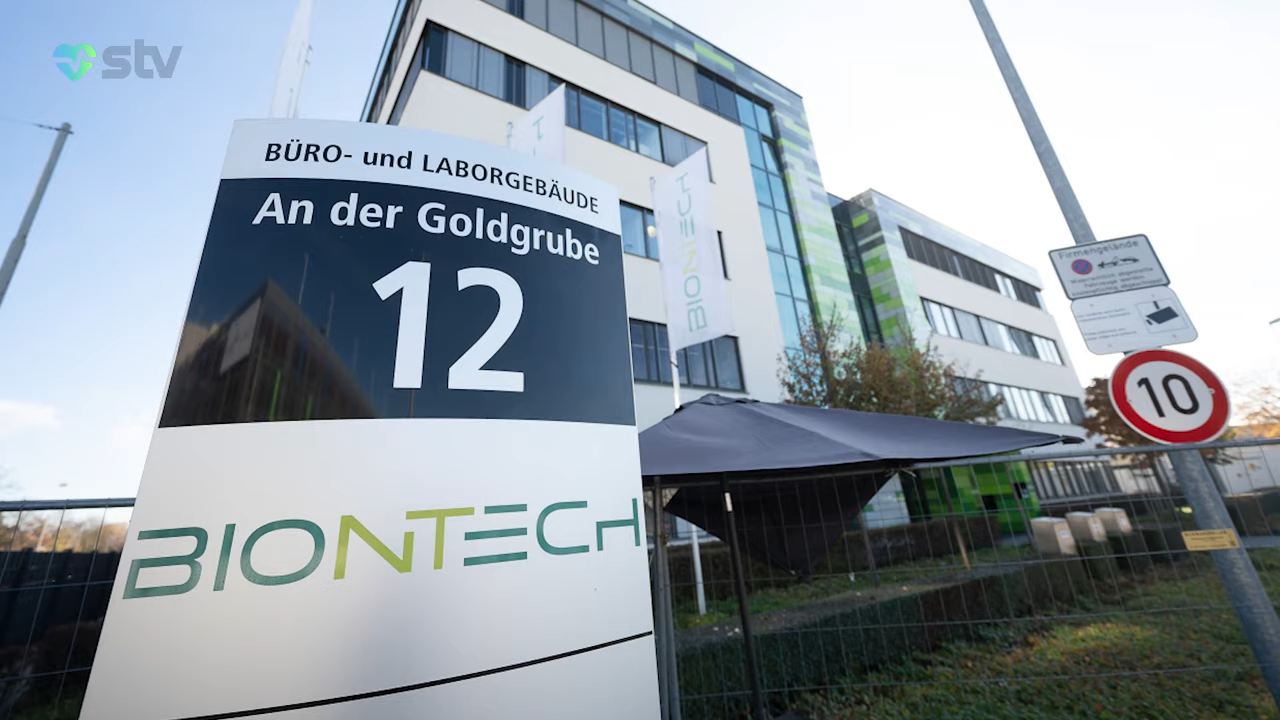 stv
BÜRO- und LABORGEBÄUDE
An der Goldgrube
12
BIONTECH
BIONTECH
Firmengelände
10